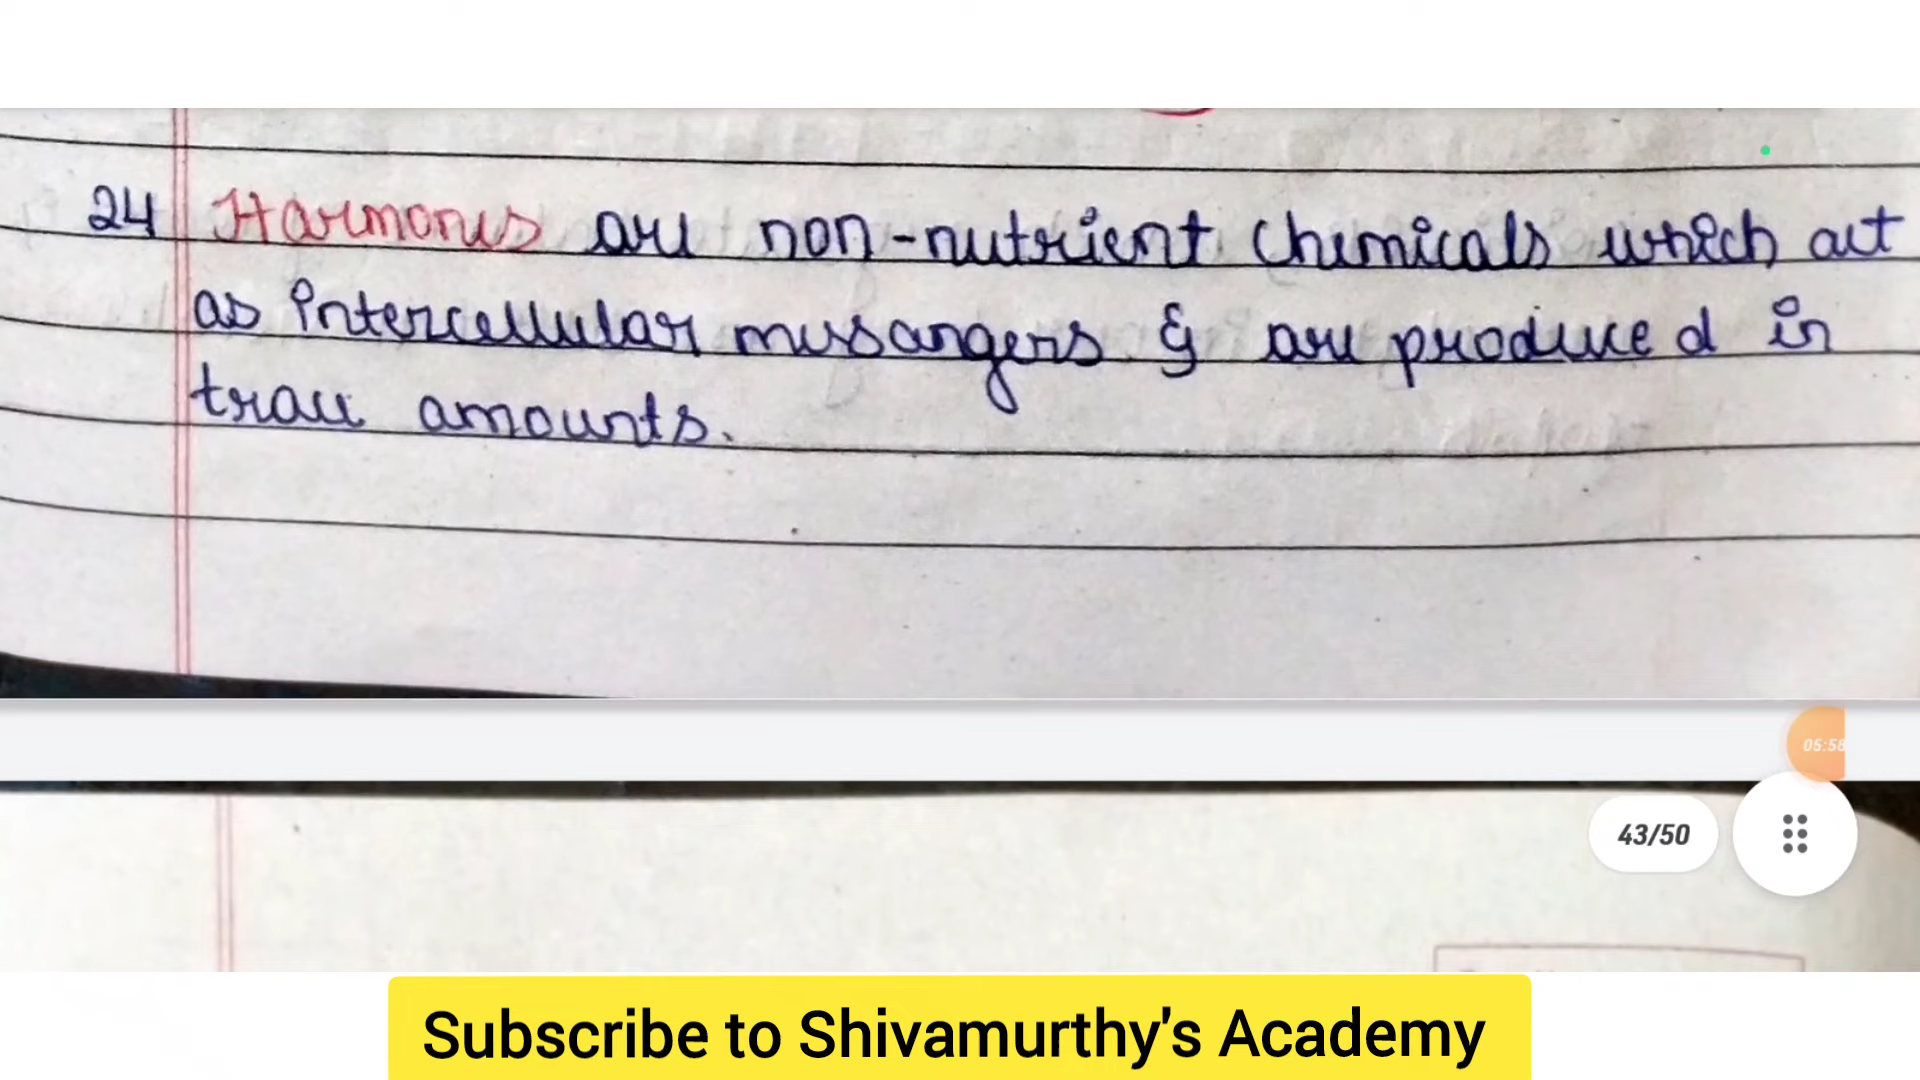 24 Harmones are non-nutrient Chemicals which act
as intercellular messangers & are produced in
trace amounts.
05:58
43/50
Subscribe to Shivamurthy's Academy